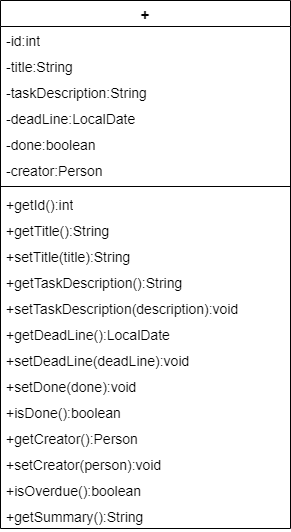 +
-id:int
-title:String
-taskDescription:String
-deadLine:LocalDate
-done:boolean
-creator:Person
+getId():int
+getTitle():String
+setTitle(title):String
+getTaskDescription():String
+setTaskDescription(description):void
+getDeadLine():LocalDate
+setDeadLine(deadLine):void
+setDone(done):void
+isDone():boolean
+getCreator():Person
+setCreator(person):void
+isOverdue():boolean
+getSummary():String